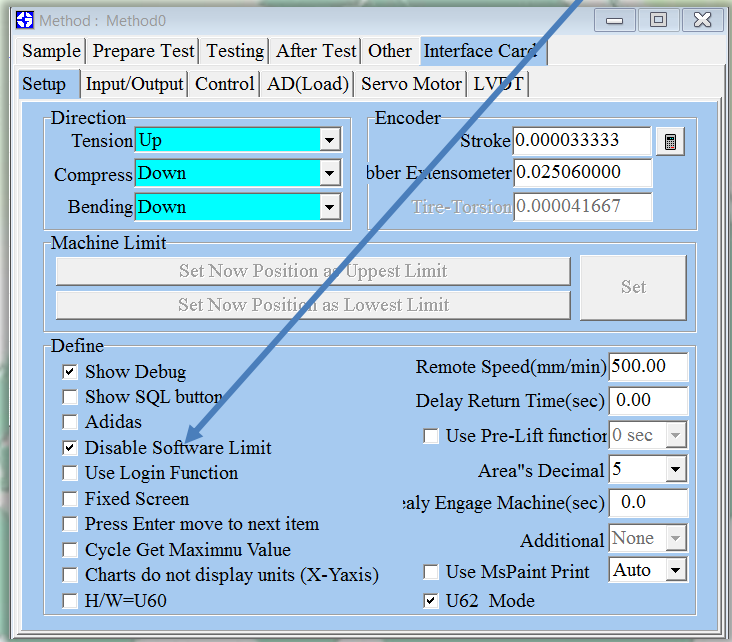 Method : Method0
Sample Prepare Test Testing After Test Other Interface Card
Setup Input/Output Control AD(Load) Servo Motor LVDT
Direction
Tension Up
Compress Down
Bending Down
Encoder
Stroke 0.000033333
bber Extensometer 0.025060000
Tire-Torsion 0.000041667
Machine Limit
Set Now Position as Uppest Limit
Set Now Position as Lowest Limit
Set
Define
Show Debug
Show SQL button
Adidas
Disable Software Limit
Use Login Function
Fixed Screen
Press Enter move to next item
Cycle Get Maximnu Value
Charts do not display units (X-Yaxis)
H/W=U60
Remote Speed(mm/min) 500.00
Delay Return Time(sec) 0.00
Use Pre-Lift function 0 sec
Area"s Decimal 5
ealy Engage Machine(sec) 0.0
Additional None
Use MsPaint Print Auto
U62 Mode